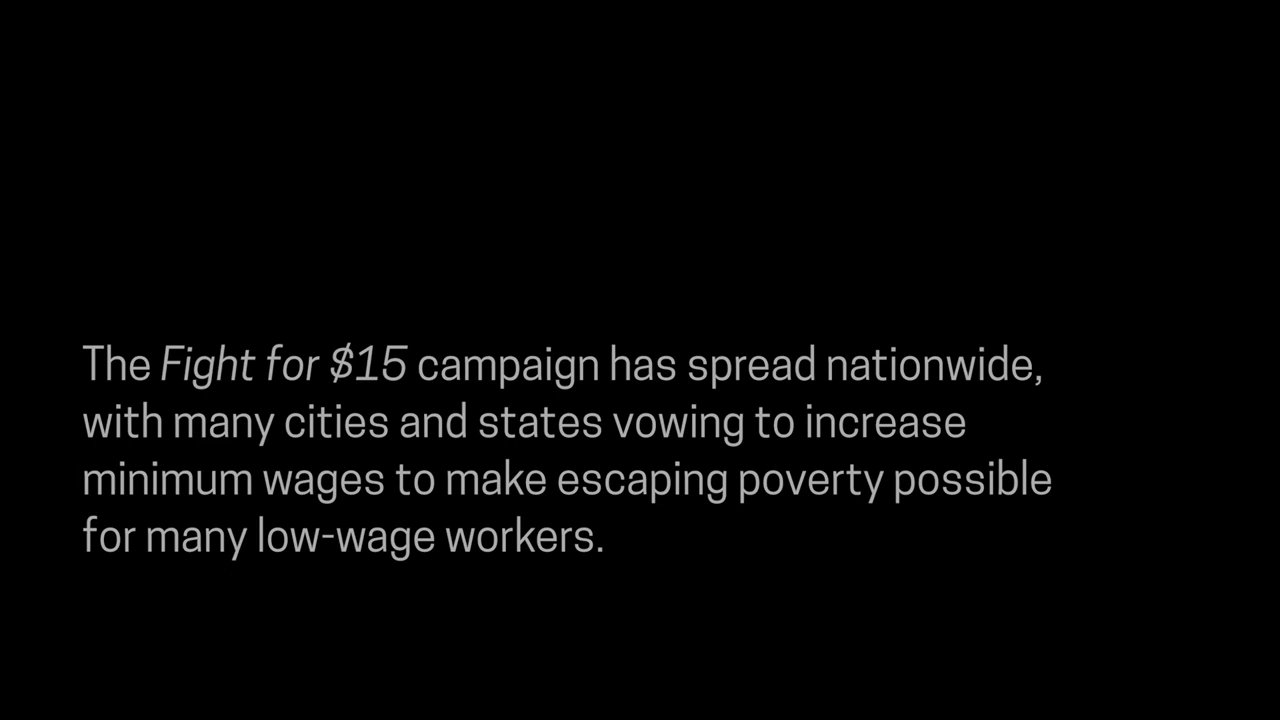 The Fight for $15 campaign has spread nationwide,
with many cities and states vowing to increase
minimum wages to make escaping poverty possible
for many low-wage workers.